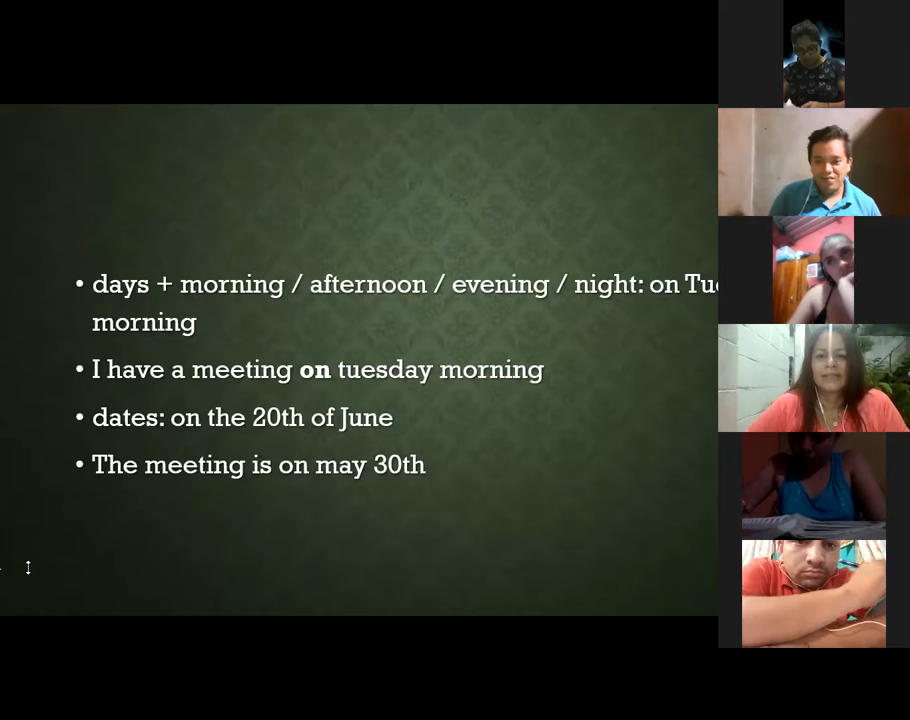 • days + morning / afternoon / evening / night: on Tue
morning
• I have a meeting on tuesday morning
• dates: on the 20th of June
• The meeting is on may 30th